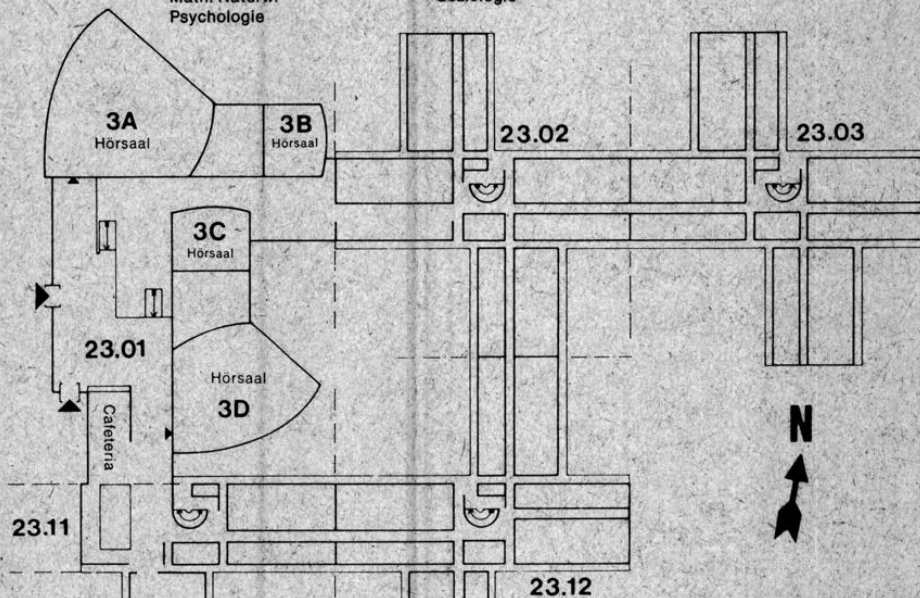 Psychologie
3A
Hörsaal
3B
Hörsaal
23.02
23.03
3C
Hörsaal
23.01
Hörsaal
3D
Cafeteria
N
23.11
23.12